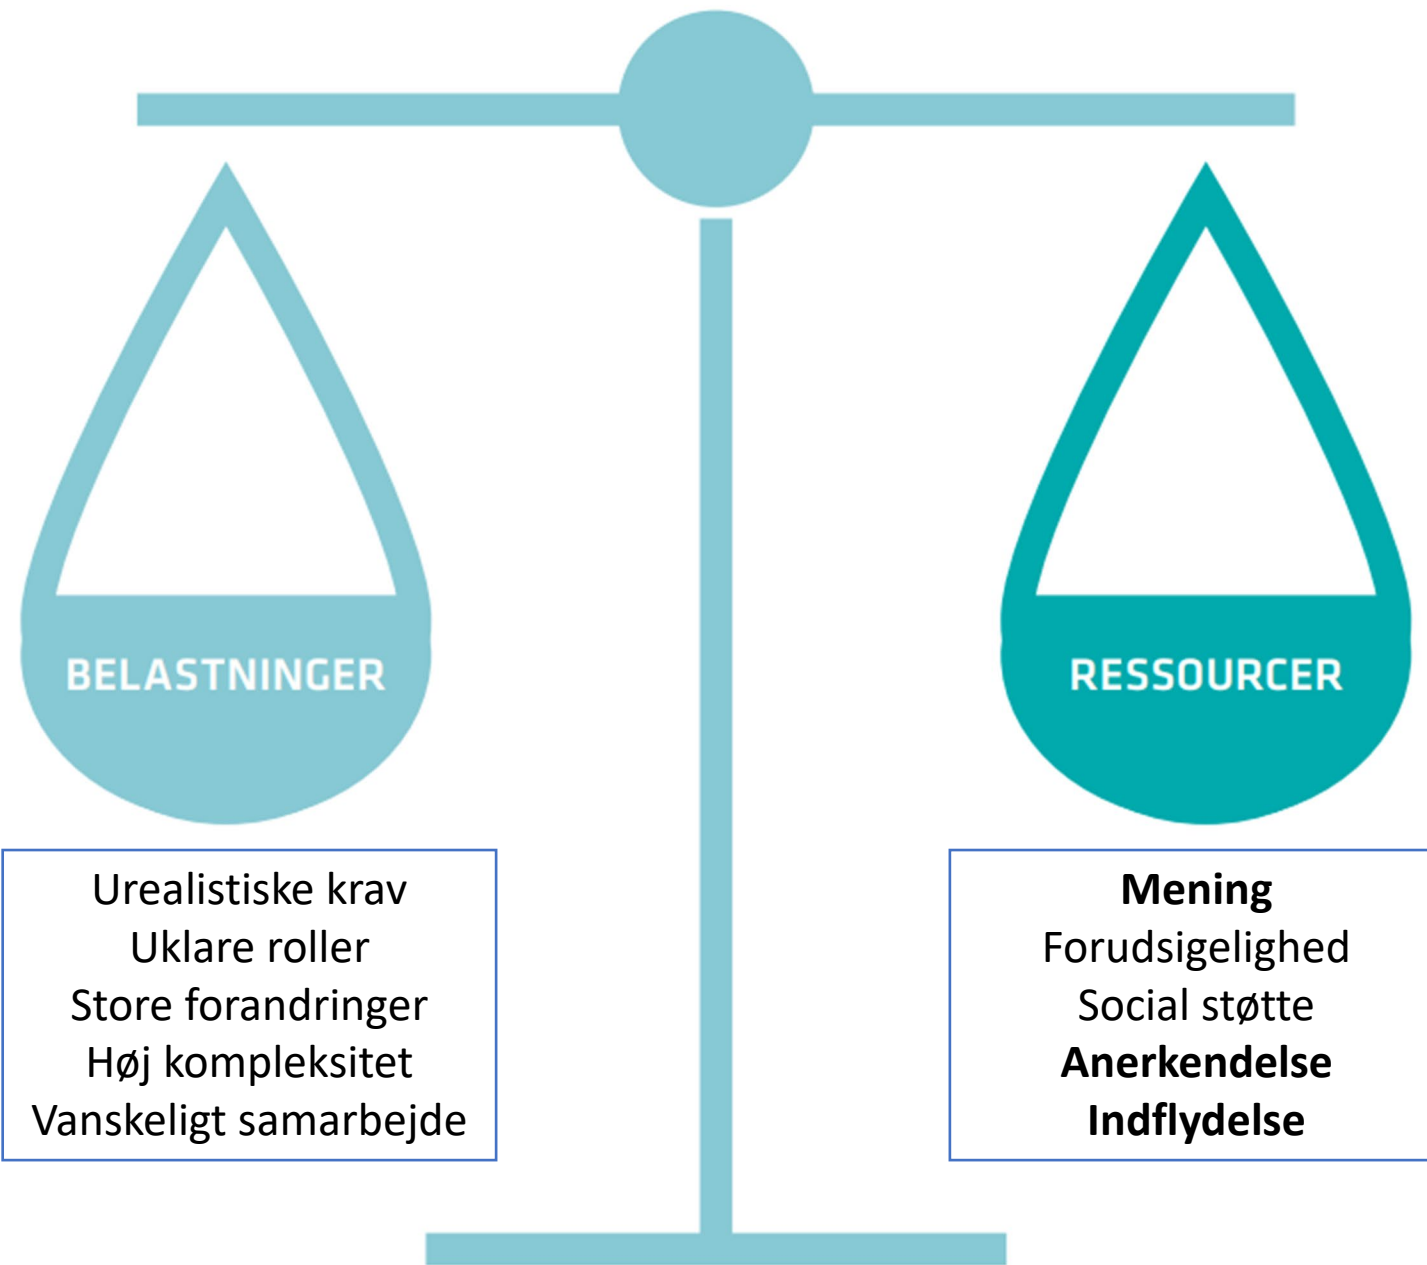 BELASTNINGER
Urealistiske krav
Uklare roller
Store forandringer
Høj kompleksitet
Vanskeligt samarbejde
RESSOURCER
Mening
Forudsigelighed
Social støtte
Anerkendelse
Indflydelse